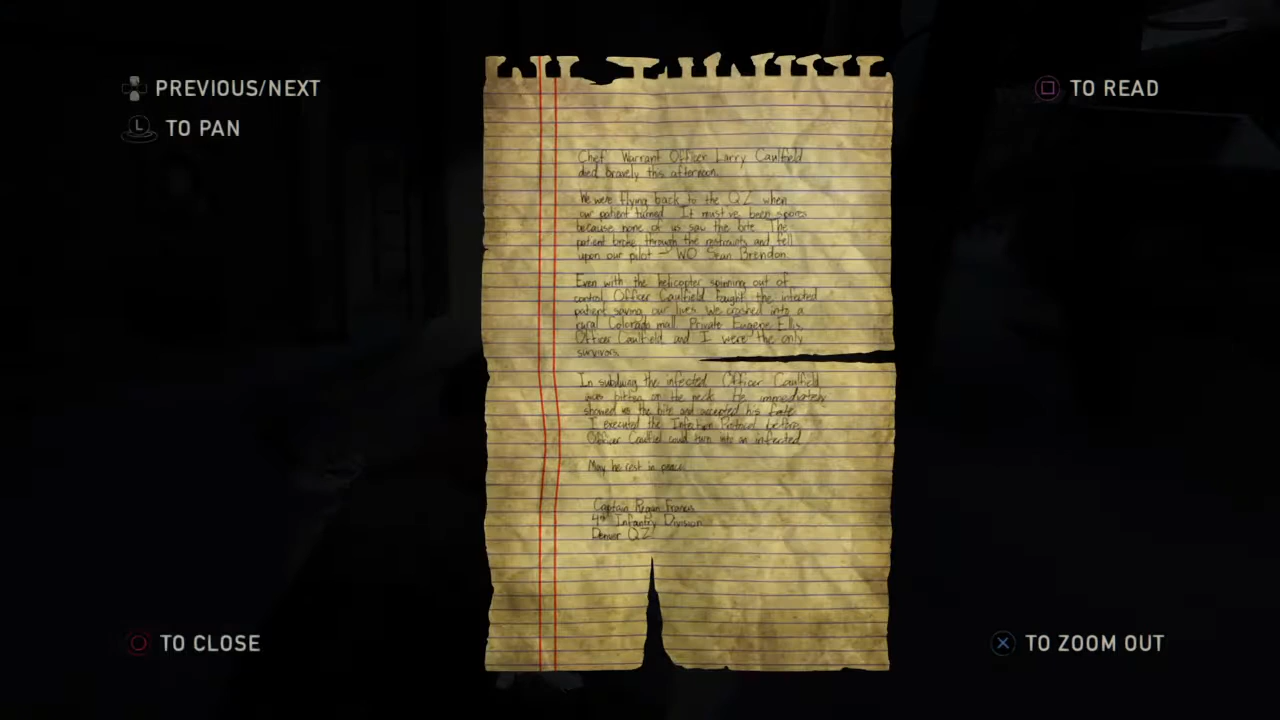 PREVIOUS/NEXT
L TO PAN
TO READ
Chef Warrant Officer Larry Caulfield
died bravely this afternoon.
We were flying back to the QZ when
our patient turned. It must've been spores
because none of us saw the bite. The
patient broke through the restraints and fell
upon our pilot — WO Sean Brendon.
Even with the helicopter spinning out of
control Officer Caulfield fought the infected
patient saving our lives. We crashed into a
rural Colorado mall. Private Eugene Ellis,
Officer Caulfield and I were the only
survivors.
In subduing the infected, Officer Caulfield
was bitten on the neck. He immediately
showed us the bite and accepted his fate.
I executed the Infection Protocol before
Officer Caulfiel could turn into an infected.
May he rest in peace.
Captain Regan Francis
4th Infantry Division
Denver QZ
TO CLOSE
TO ZOOM OUT